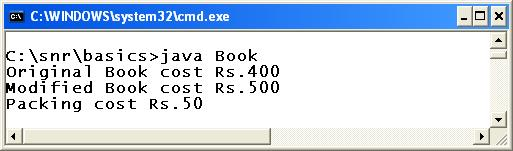 C:\WINDOWS\system32\cmd.exe
C:\snr\basics>java Book
Original Book cost Rs.400
Modified Book cost Rs.500
Packing cost Rs.50